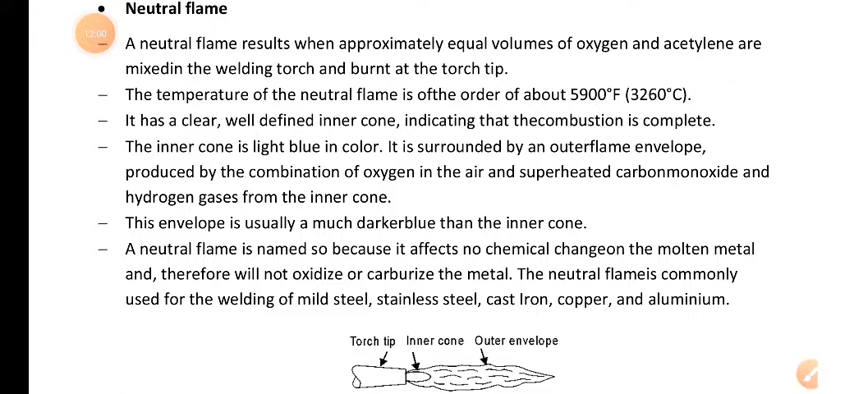 • Neutral flame
12:00
– A neutral flame results when approximately equal volumes of oxygen and acetylene are
mixedin the welding torch and burnt at the torch tip.
– The temperature of the neutral flame is ofthe order of about 5900°F (3260°C).
– It has a clear, well defined inner cone, indicating that thecombustion is complete.
– The inner cone is light blue in color. It is surrounded by an outerflame envelope,
produced by the combination of oxygen in the air and superheated carbonmonoxide and
hydrogen gases from the inner cone.
– This envelope is usually a much darkerblue than the inner cone.
– A neutral flame is named so because it affects no chemical changeon the molten metal
and, therefore will not oxidize or carburize the metal. The neutral flameis commonly
used for the welding of mild steel, stainless steel, cast Iron, copper, and aluminium.
Torch tip Inner cone Outer envelope